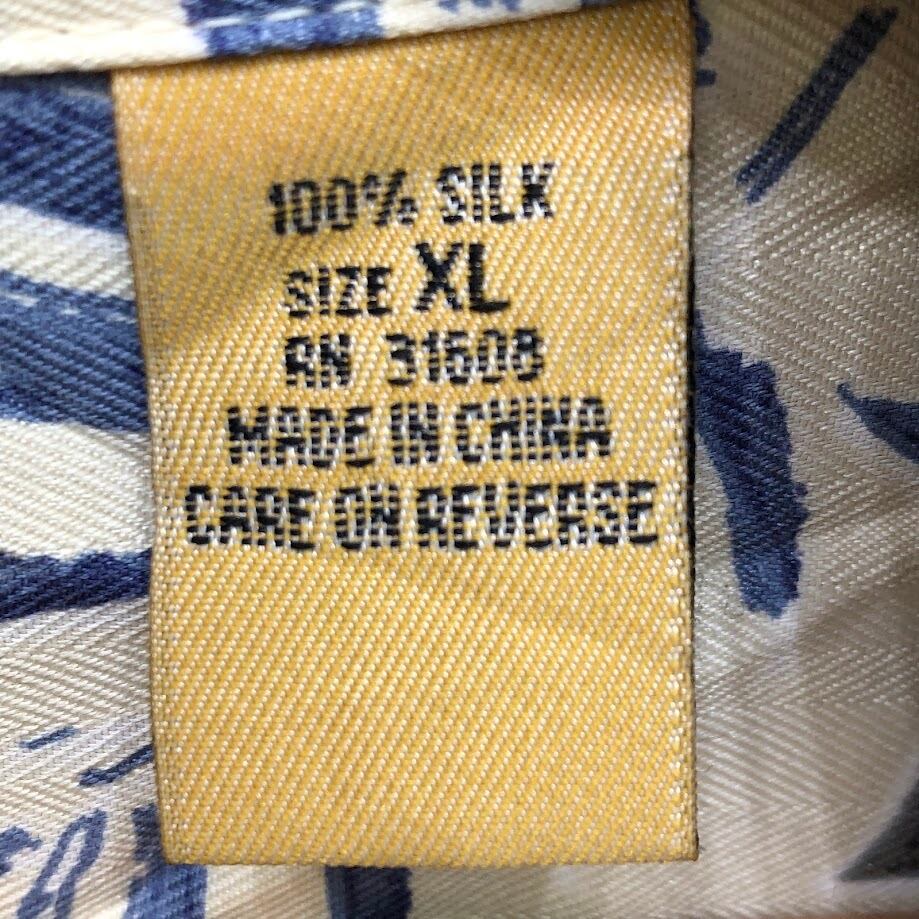 100% SILK
SIZE XL
RN 31608
MADE IN CHINA
CARE ON REVERSE